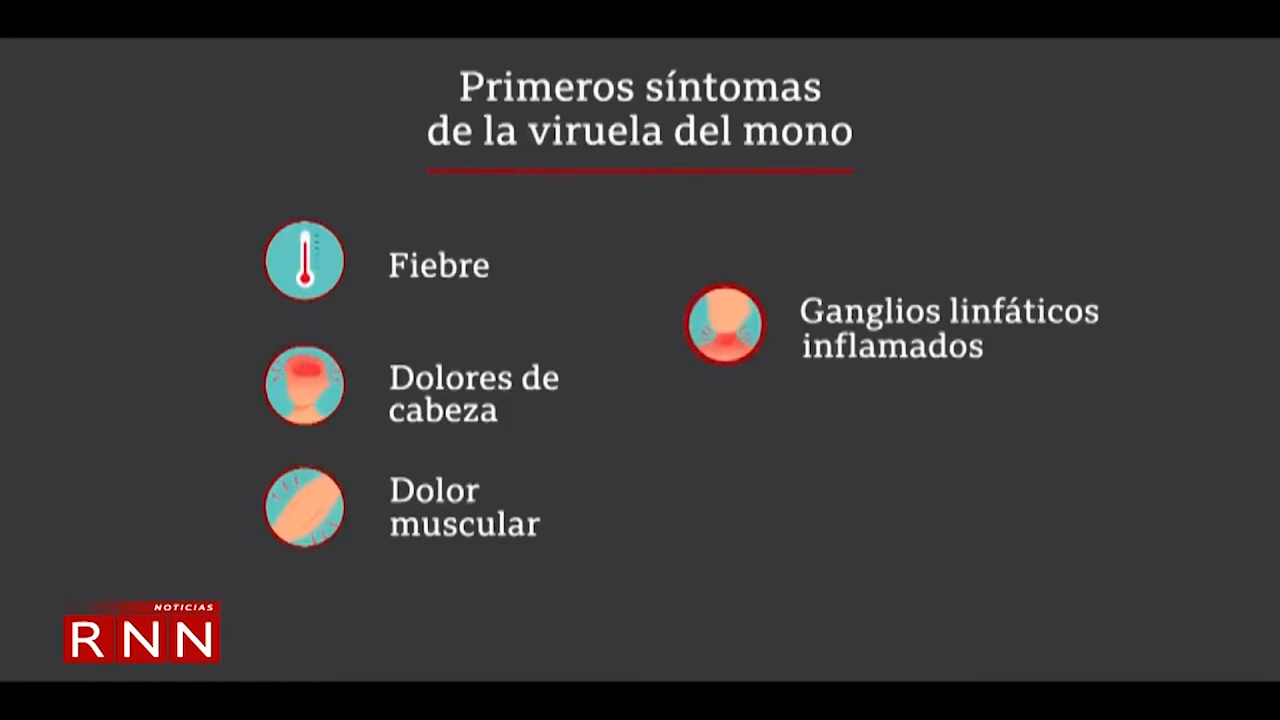 Primeros síntomas
de la viruela del mono
Fiebre
Dolores de
cabeza
Dolor
muscular
Ganglios linfáticos
inflamados
NOTICIAS
RNN